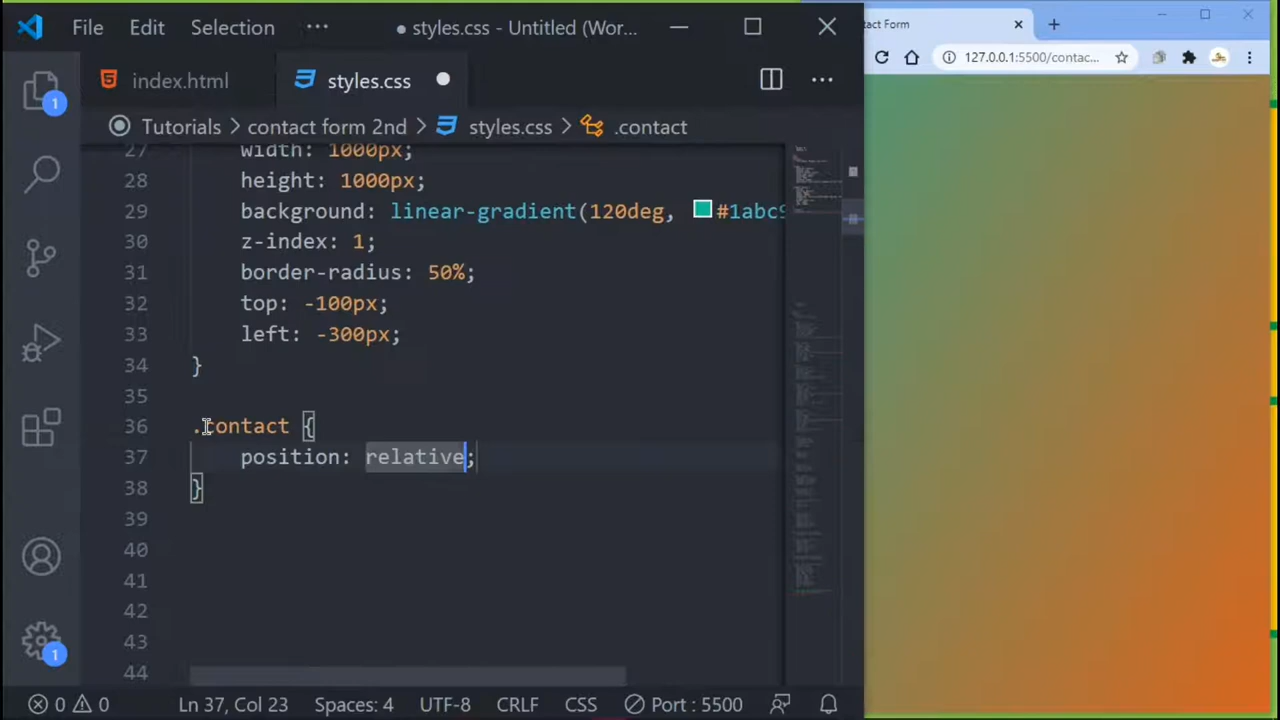 File Edit Selection ··· ● styles.css - Untitled (Wor...
index.html styles.css
Tutorials > contact form 2nd > styles.css > .contact
27 width: 1000px;
28 height: 1000px;
29 background: linear-gradient(120deg, #1abc9
30 z-index: 1;
31 border-radius: 50%;
32 top: -100px;
33 left: -300px;
34 }
35
36 .contact {
37 position: relative;
38 }
39
40
41
42
43
44
1
1
0 0 Ln 37, Col 23 Spaces: 4 UTF-8 CRLF CSS Port : 5500
tact Form
127.0.0.1:5500/contac...